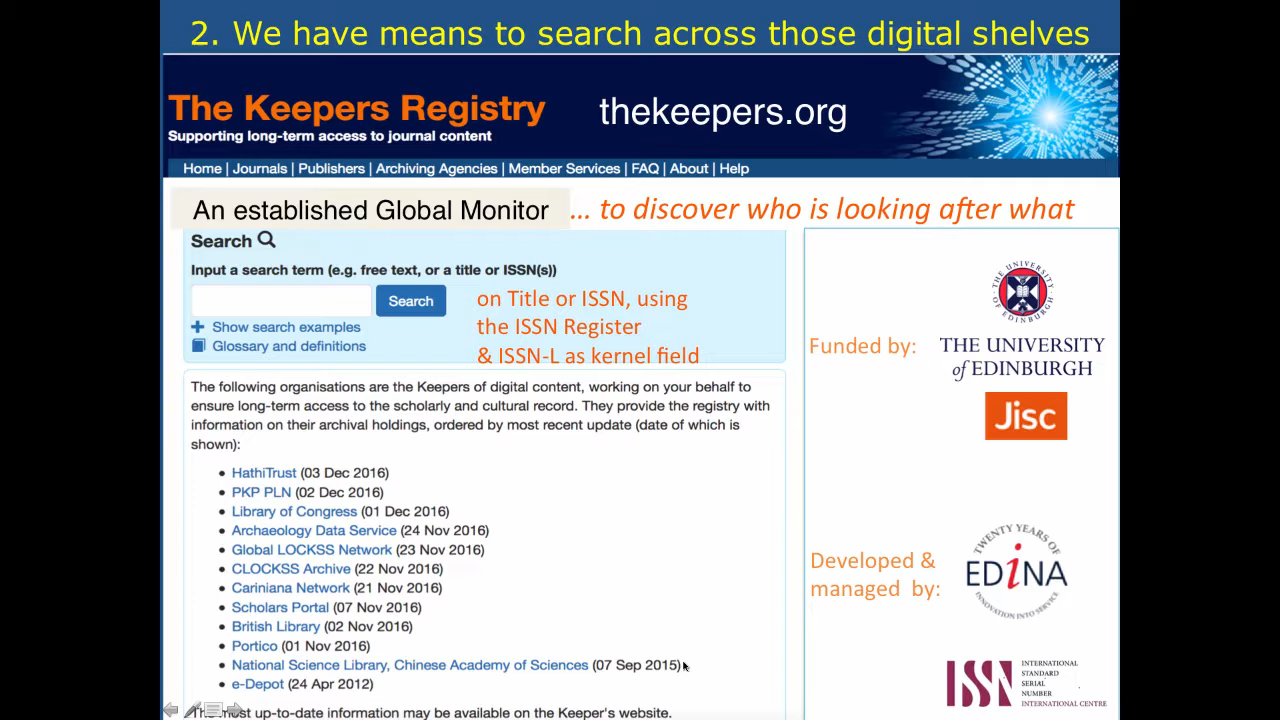 2. We have means to search across those digital shelves
The Keepers Registry
thekeepers.org
Supporting long-term access to journal content
Home | Journals | Publishers | Archiving Agencies | Member Services | FAQ | About | Help
An established Global Monitor
... to discover who is looking after what
Search
Input a search term (e.g. free text, or a title or ISSN(s))
Search
Show search examples
Glossary and definitions
on Title or ISSN, using
the ISSN Register
& ISSN-L as kernel field
The following organisations are the Keepers of digital content, working on your behalf to
ensure long-term access to the scholarly and cultural record. They provide the registry with
information on their archival holdings, ordered by most recent update (date of which is
shown):
• HathiTrust (03 Dec 2016)
• PKP PLN (02 Dec 2016)
• Library of Congress (01 Dec 2016)
• Archaeology Data Service (24 Nov 2016)
• Global LOCKSS Network (23 Nov 2016)
• CLOCKSS Archive (22 Nov 2016)
• Cariniana Network (21 Nov 2016)
• Scholars Portal (07 Nov 2016)
• British Library (02 Nov 2016)
• Portico (01 Nov 2016)
• National Science Library, Chinese Academy of Sciences (07 Sep 2015)
• e-Depot (24 Apr 2012)
The most up-to-date information may be available on the Keeper's website.
THE UNIVERSITY
OF EDINBURGH
Funded by:
THE UNIVERSITY
of EDINBURGH
Jisc
Developed &
managed by:
TWENTY YEARS OF
EDINA
INNOVATION INTO SERVICE
ISSN
INTERNATIONAL
STANDARD
SERIAL
NUMBER
INTERNATIONAL CENTRE